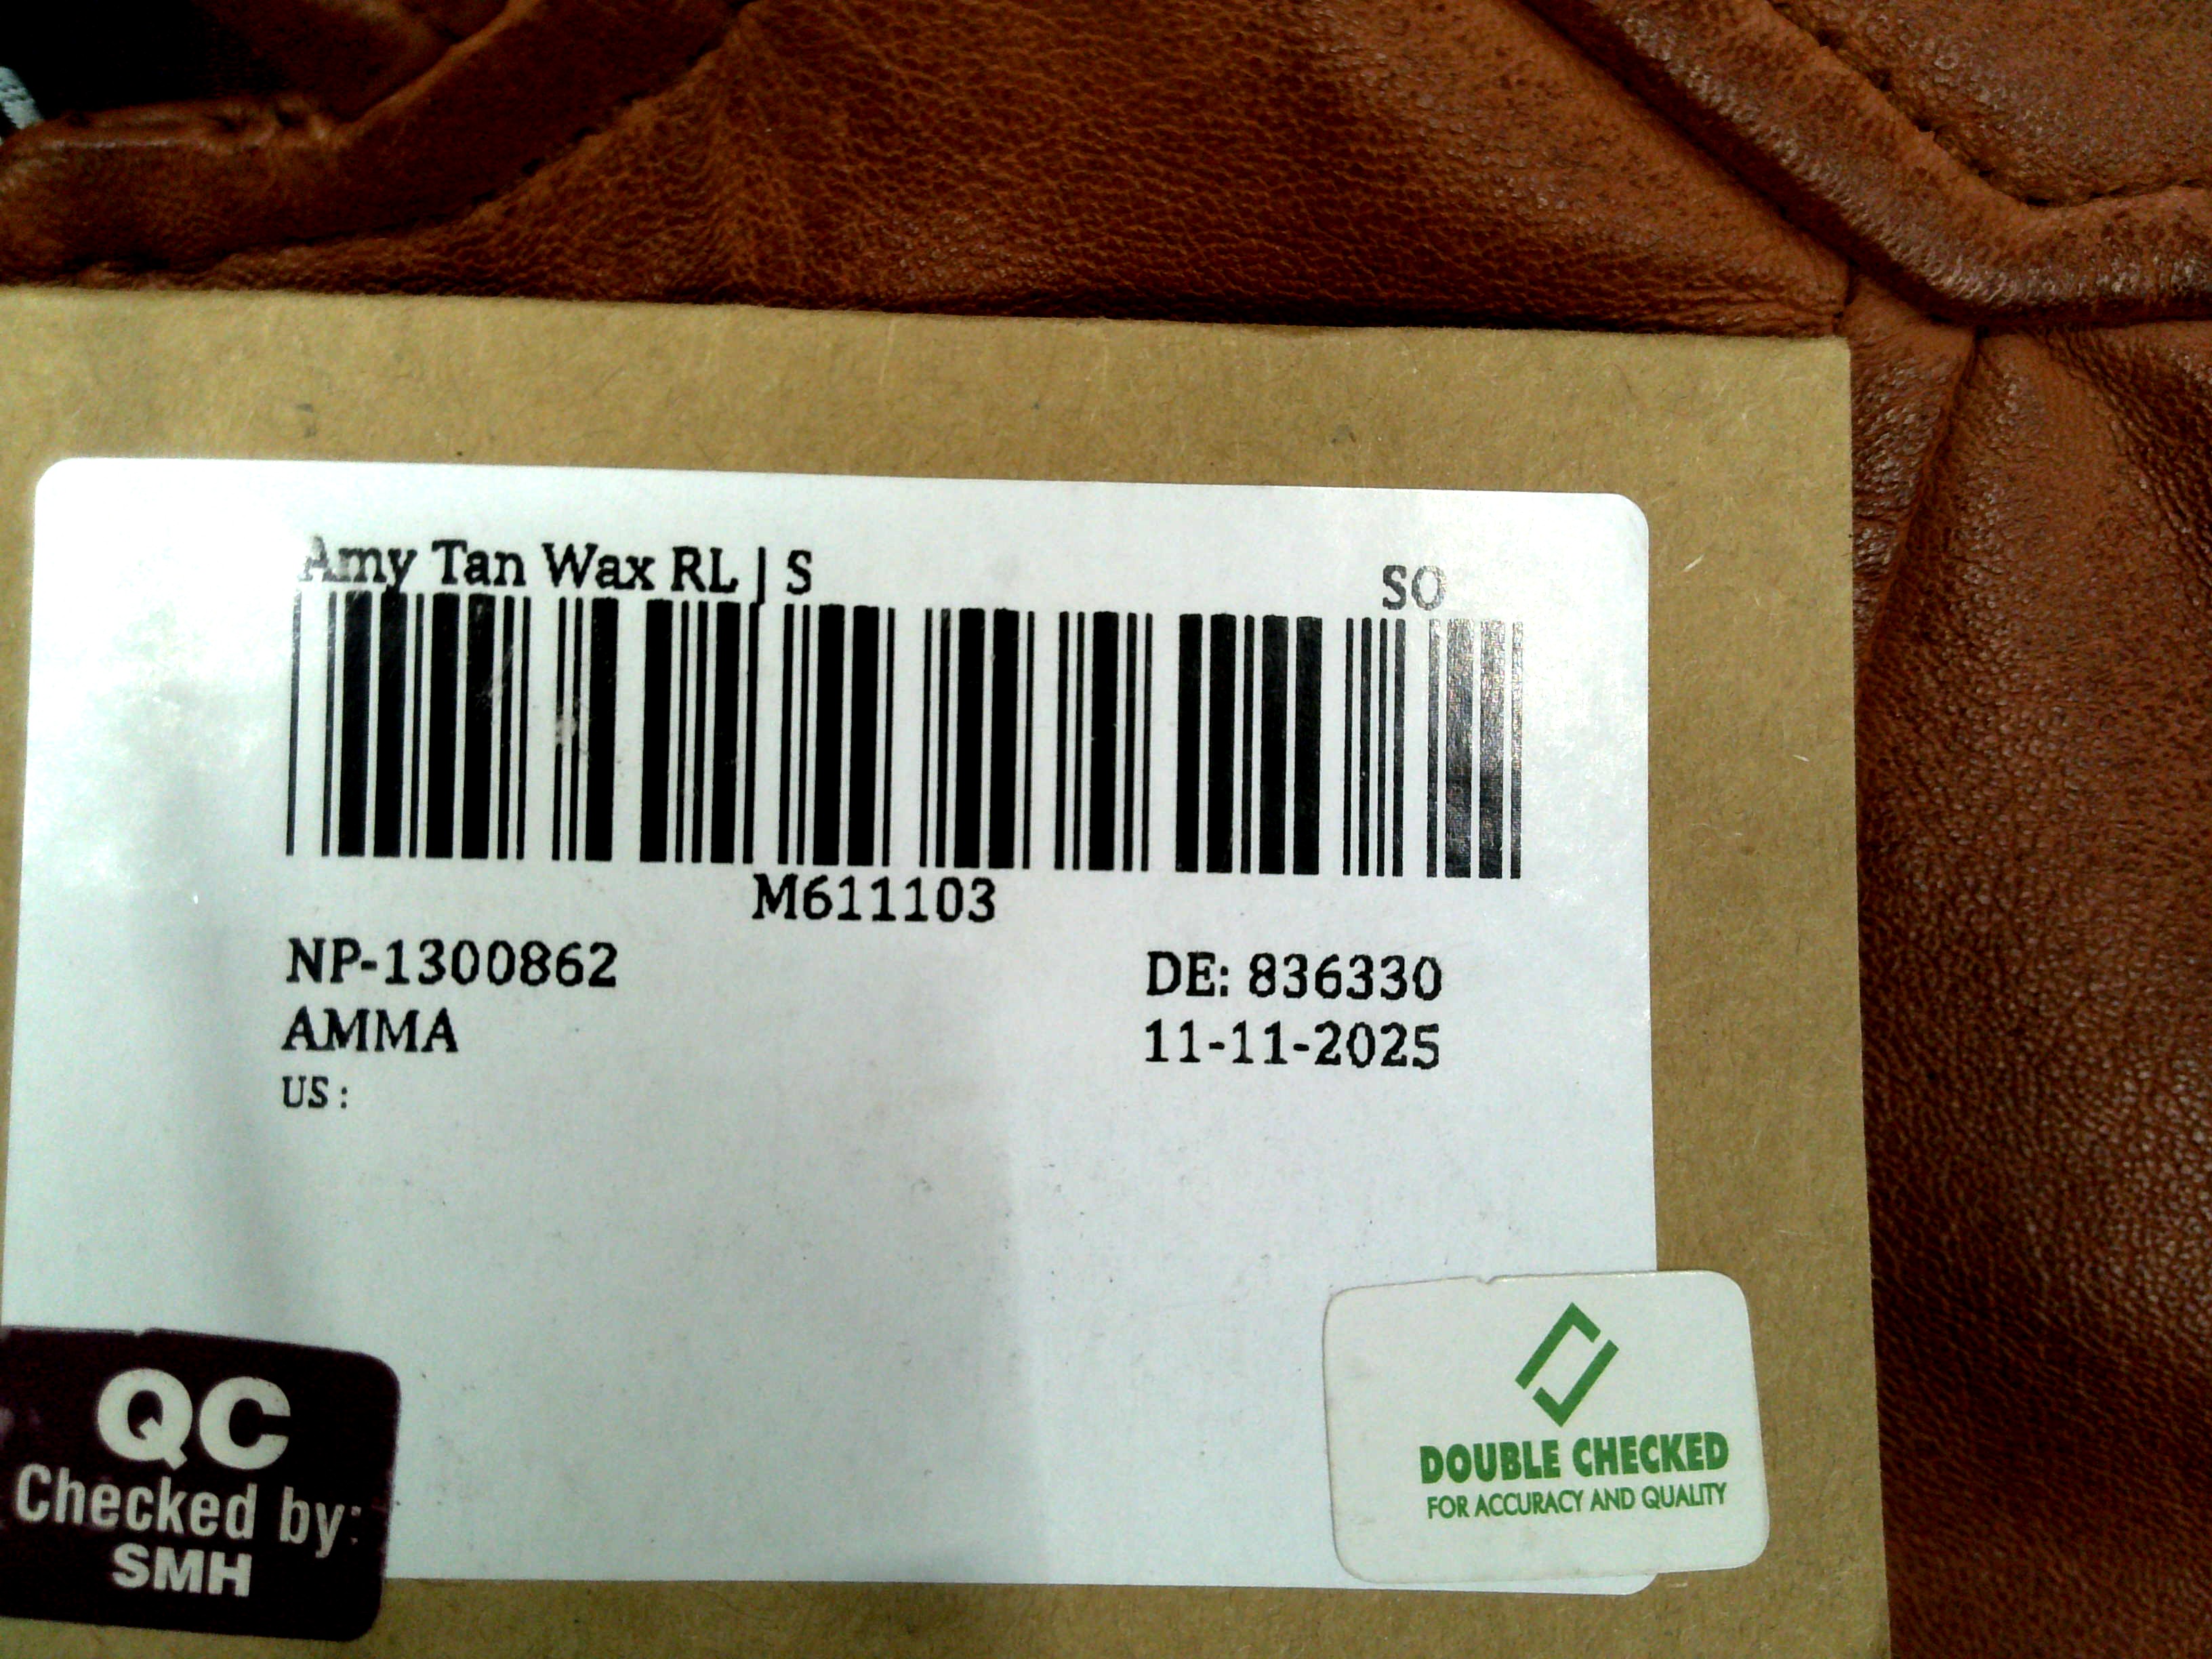 Amy Tan Wax RL | S
SO
M611103
NP-1300862
DE: 836330
AMMA
11-11-2025
US :
QC
Checked by:
SMH
DOUBLE CHECKED
FOR ACCURACY AND QUALITY